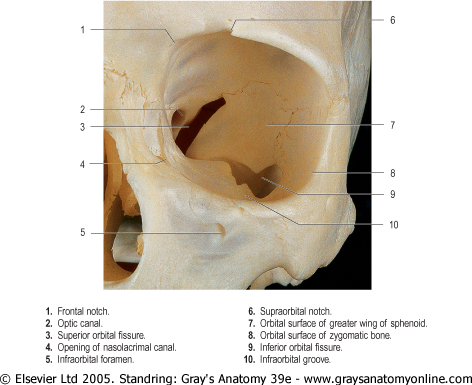 1
6
2
3
7
4
8
9
10
5
1. Frontal notch.
2. Optic canal.
3. Superior orbital fissure.
4. Opening of nasolacrimal canal.
5. Infraorbital foramen.
6. Supraorbital notch.
7. Orbital surface of greater wing of sphenoid.
8. Orbital surface of zygomatic bone.
9. Inferior orbital fissure.
10. Infraorbital groove.
© Elsevier Ltd 2005. Standring: Gray's Anatomy 39e - www.graysanatomyonline.com